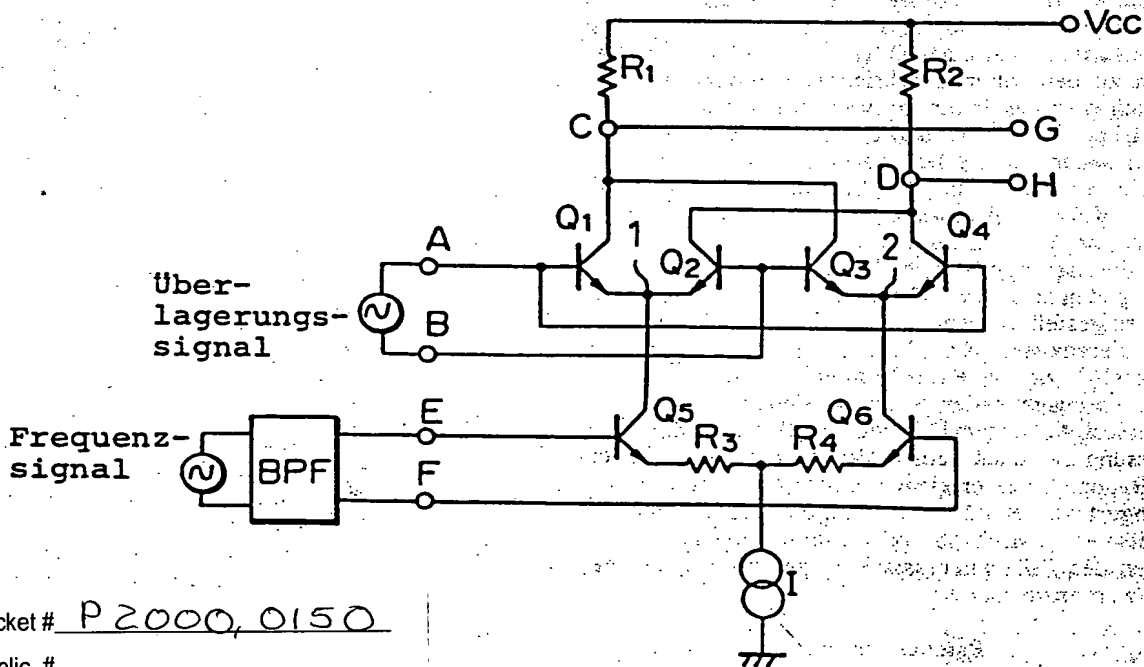 Vcc
R1
R2
C
G
D
H
Q1
1
Q2
Q3
2
Q4
A
Über-
lagerungs-
signal
B
Q5
Q6
E
R3
R4
Frequenz-
signal
BPF
F
I
cket # P2000,0150
olic. #